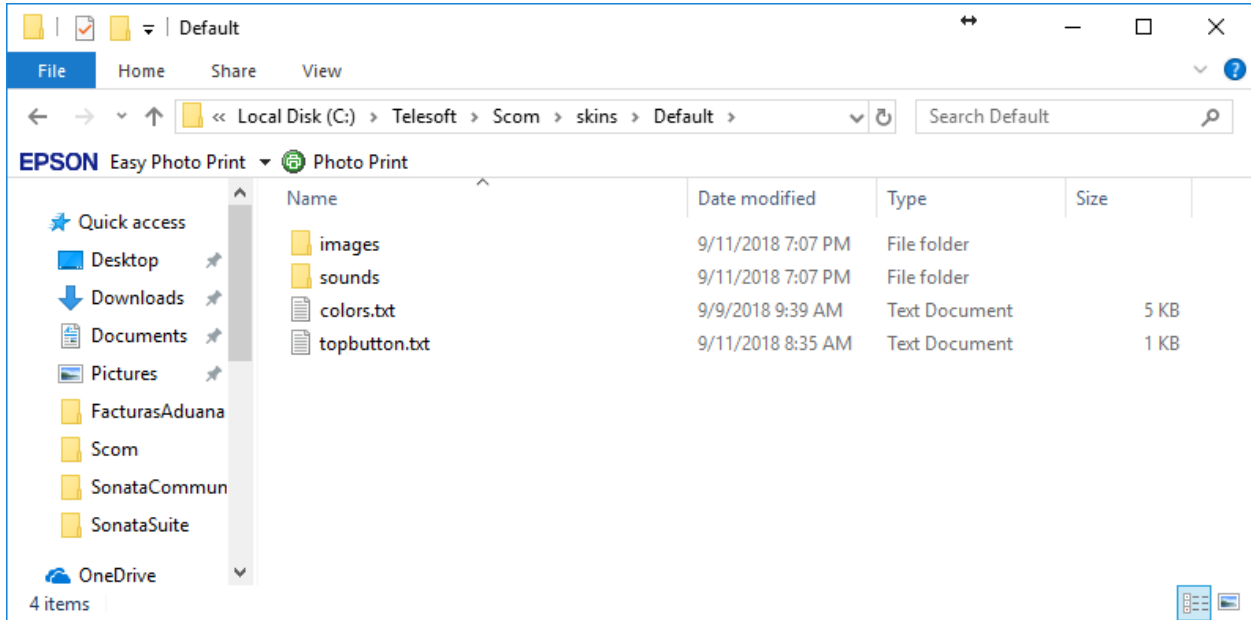 Default
File Home Share View
« Local Disk (C:) > Telesoft > Scom > skins > Default > Search Default
EPSON Easy Photo Print Photo Print
Name Date modified Type Size
Quick access
Desktop
Downloads
Documents
Pictures
FacturasAduana
Scom
SonataCommun
SonataSuite
OneDrive
images 9/11/2018 7:07 PM File folder
sounds 9/11/2018 7:07 PM File folder
colors.txt 9/9/2018 9:39 AM Text Document 5 KB
topbutton.txt 9/11/2018 8:35 AM Text Document 1 KB
4 items